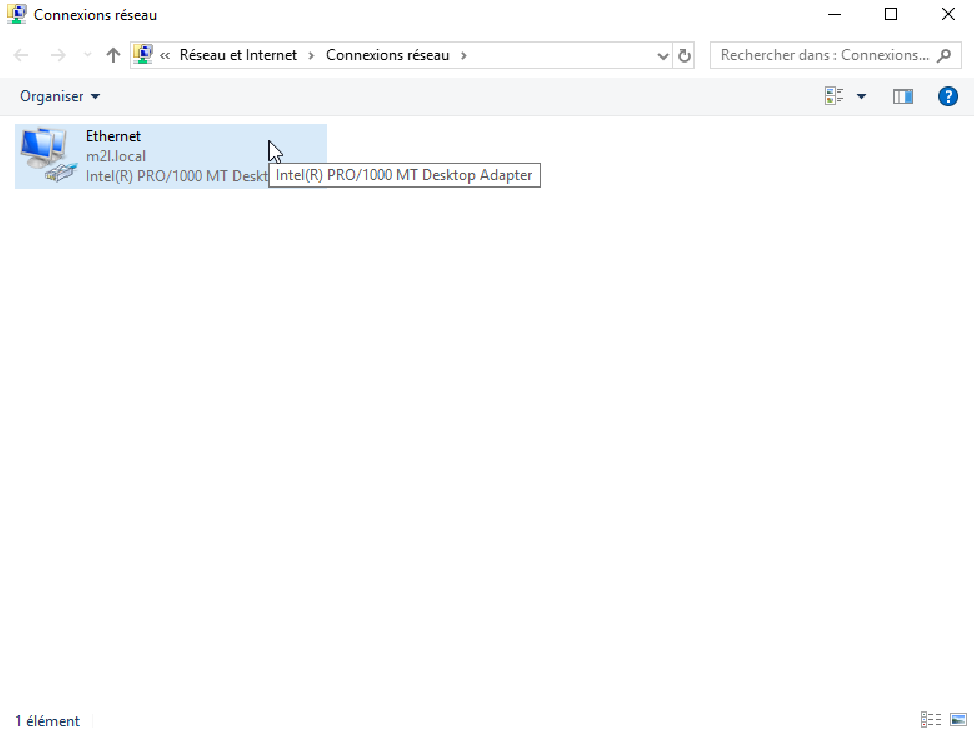 Connexions réseau
« Réseau et Internet > Connexions réseau >
Rechercher dans : Connexions...
Organiser
?
Ethernet
m2l.local
Intel(R) PRO/1000 MT Deskt
Intel(R) PRO/1000 MT Desktop Adapter
1 élément